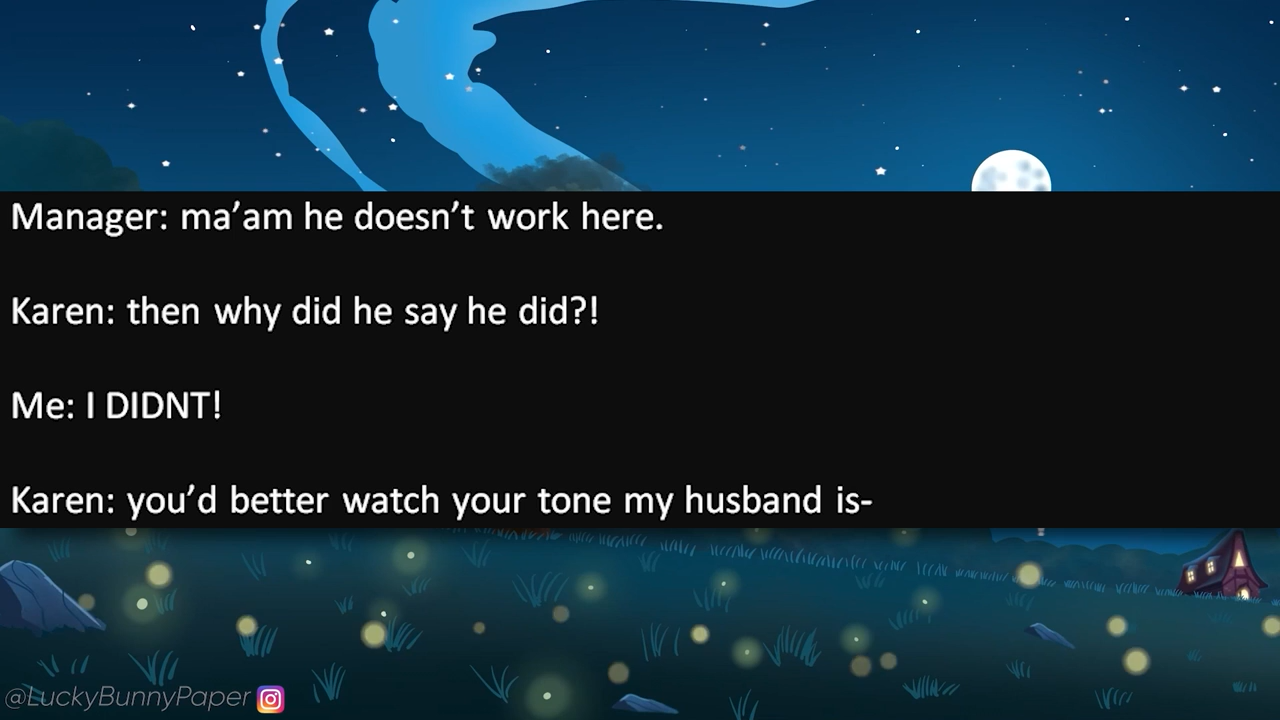 Manager: ma’am he doesn’t work here.
Karen: then why did he say he did?!
Me: I DIDNT!
Karen: you’d better watch your tone my husband is-
@LuckyBunnyPaper